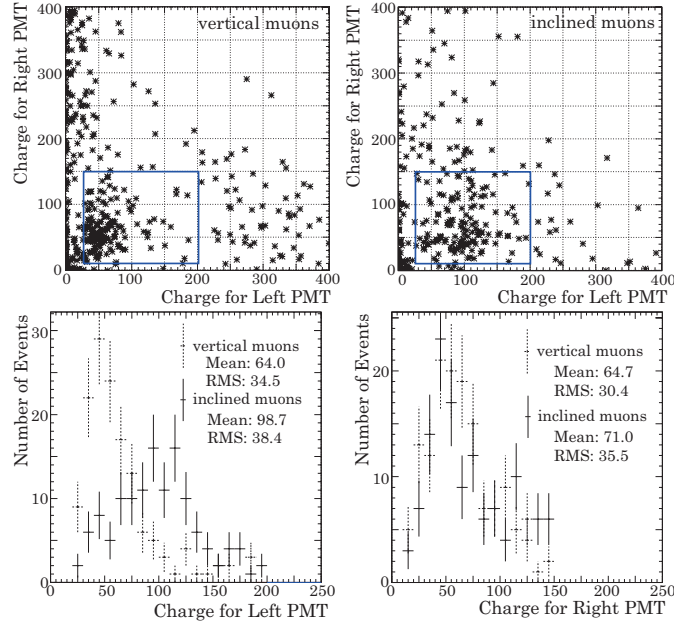 vertical muons
Charge for Right PMT
400
300
200
100
0
0 100 200 300 400
Charge for Left PMT
inclined muons
Charge for Right PMT
400
300
200
100
0
0 100 200 300 400
Charge for Left PMT
Number of Events
30
20
10
0
vertical muons
Mean: 64.0
RMS: 34.5
inclined muons
Mean: 98.7
RMS: 38.4
0 50 100 150 200 250
Charge for Left PMT
Number of Events
20
10
0
vertical muons
Mean: 64.7
RMS: 30.4
inclined muons
Mean: 71.0
RMS: 35.5
0 50 100 150 200 250
Charge for Right PMT